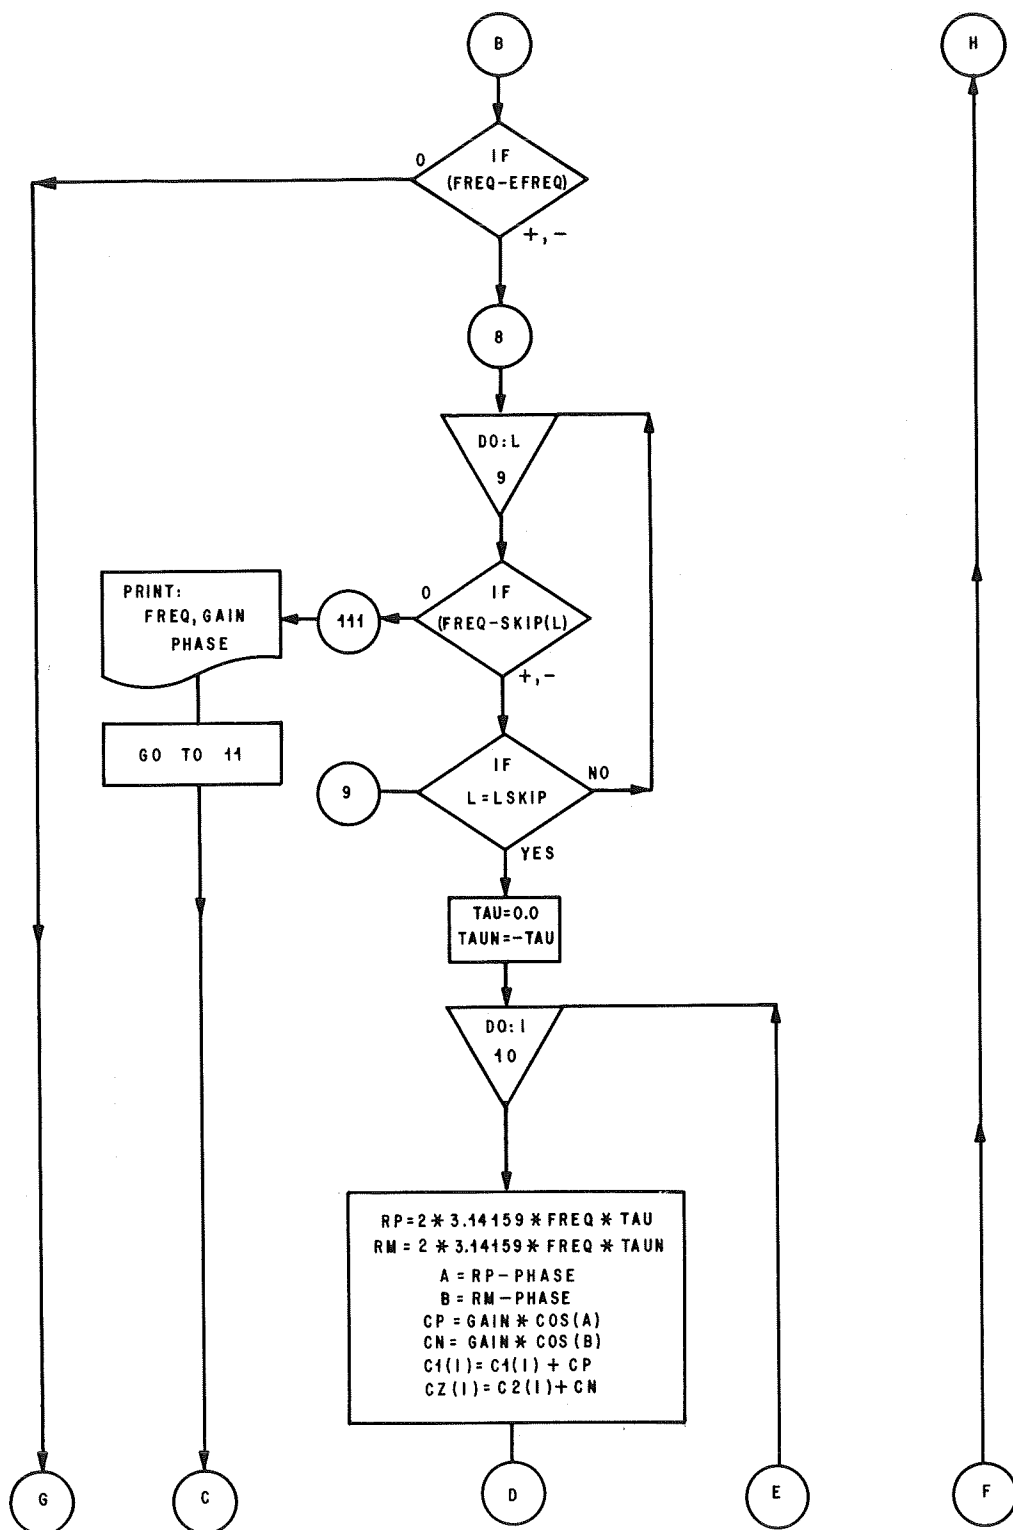 B
H
0
IF
(FREQ-EFREQ)
+,-
8
DO:L
9
PRINT:
FREQ,GAIN
PHASE
111
0
IF
(FREQ-SKIP(L)
+,-
GO TO 11
9
IF
L=LSKIP
NO
YES
TAU=0.0
TAUN=-TAU
DO:I
10
RP=2*3.14159*FREQ*TAU
RM=2*3.14159*FREQ*TAUN
A=RP-PHASE
B=RM-PHASE
CP=GAIN*COS(A)
CN=GAIN*COS(B)
C1(I)=C1(I)+CP
CZ(I)=C2(I)+CN
G
C
D
E
F